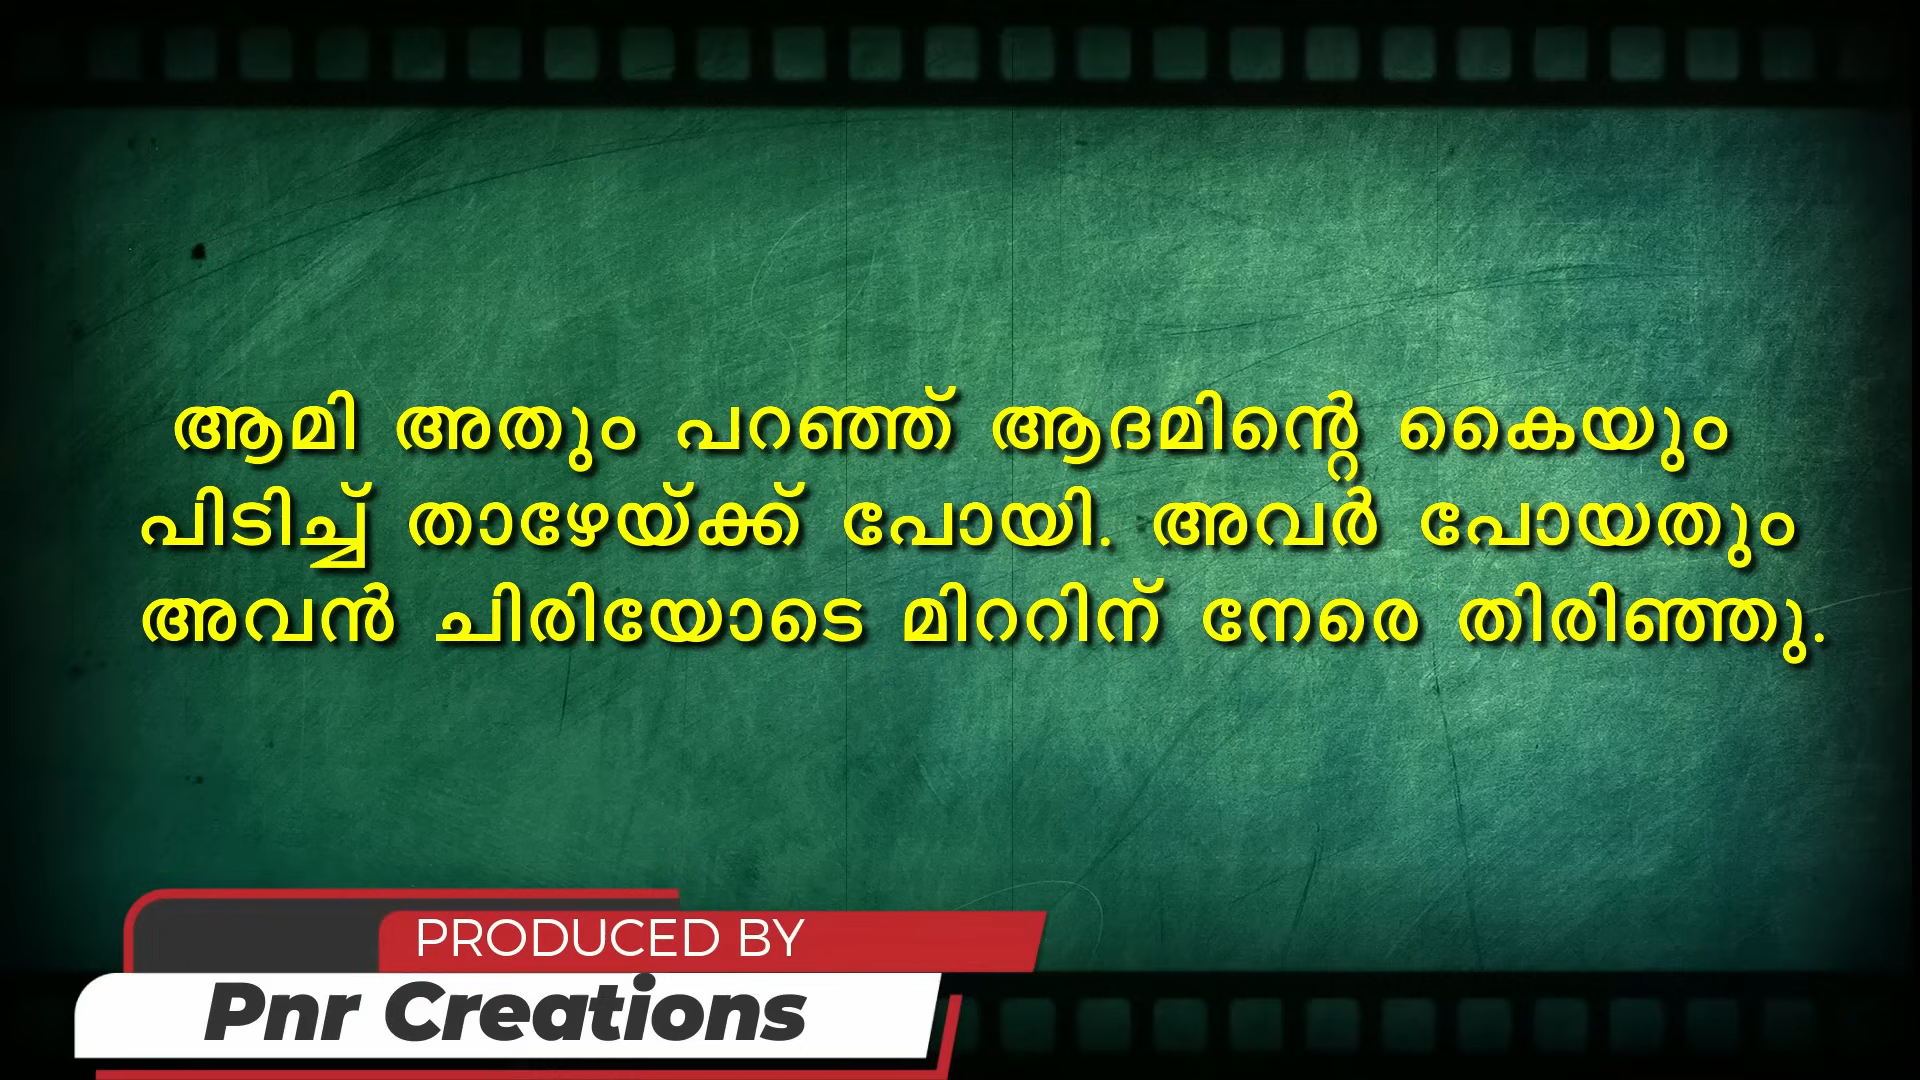 ആമി അതും പറഞ്ഞ് ആദമിന്റെ കൈയും
പിടിച്ച് താഴേയ്ക്ക് പോയി. അവർ പോയതും
അവൻ ചിരിയോടെ മിററിന് നേരെ തിരിഞ്ഞു.
PRODUCED BY
Pnr Creations